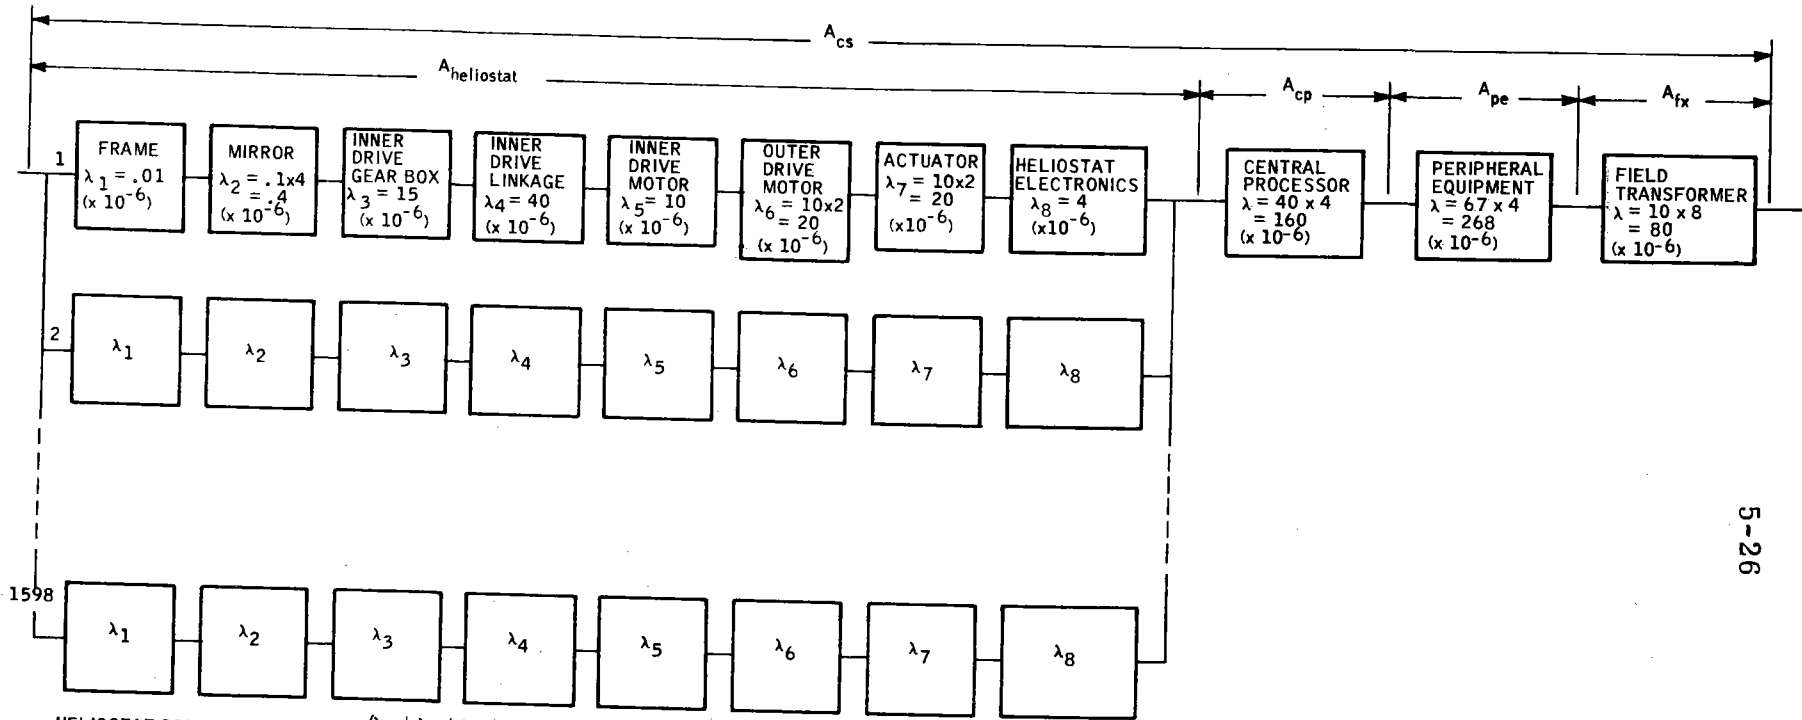 A_cs
A_heliostat
A_cp
A_pe
A_fx
1
FRAME
λ1 = .01
(x 10^-6)
MIRROR
λ2 = .1x4
= .4
(x 10^-6)
INNER
DRIVE
GEAR BOX
λ3 = 15
(x 10^-6)
INNER
DRIVE
LINKAGE
λ4 = 40
(x 10^-6)
INNER
DRIVE
MOTOR
λ5 = 10
(x 10^-6)
OUTER
DRIVE
MOTOR
λ6 = 10x2
= 20
(x 10^-6)
ACTUATOR
λ7 = 10x2
= 20
(x10^-6)
HELIOSTAT
ELECTRONICS
λ8 = 4
(x10^-6)
CENTRAL
PROCESSOR
λ = 40 x 4
= 160
(x 10^-6)
PERIPHERAL
EQUIPMENT
λ = 67 x 4
= 268
(x 10^-6)
FIELD
TRANSFORMER
λ = 10 x 8
= 80
(x 10^-6)
2
λ1
λ2
λ3
λ4
λ5
λ6
λ7
λ8
5-26
1598
λ1
λ2
λ3
λ4
λ5
λ6
λ7
λ8
HELIOSTAT